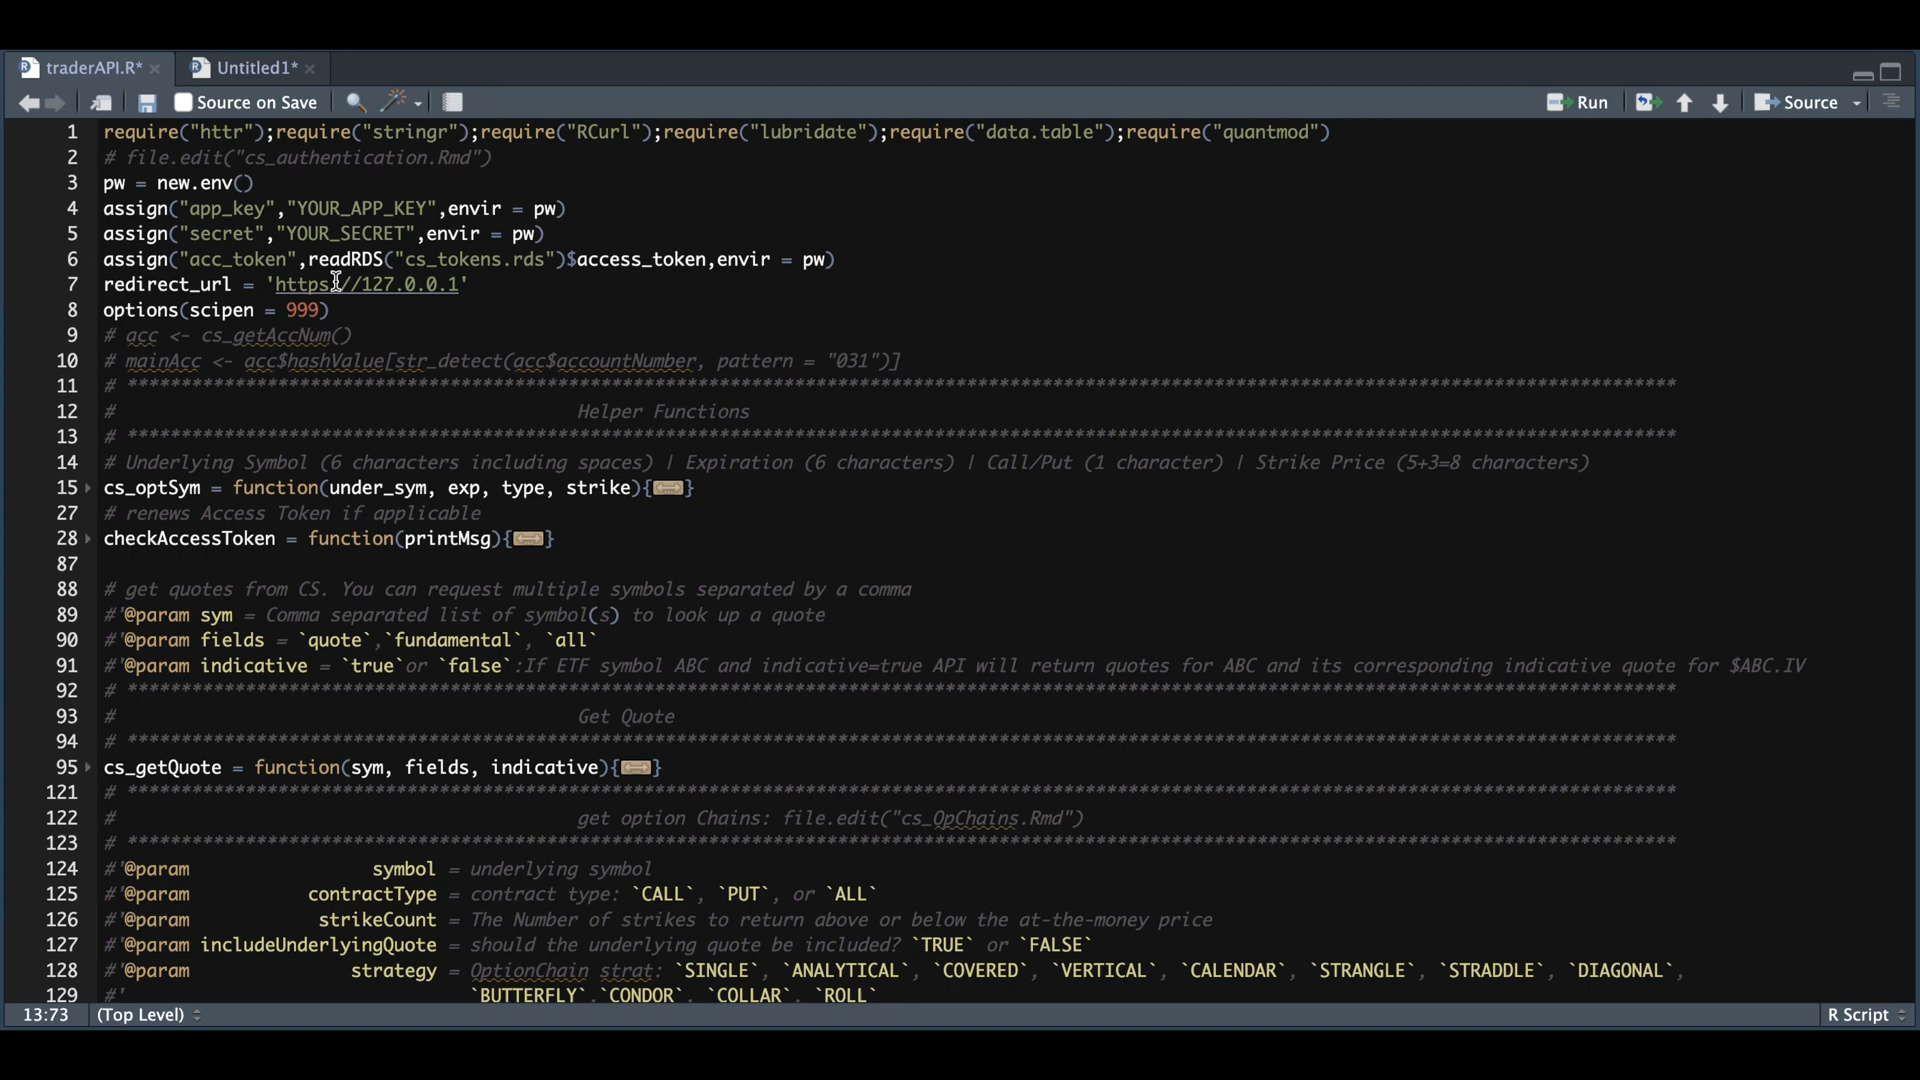 traderAPI.R* × Untitled1* ×
Source on Save Run Source
1 require("httr");require("stringr");require("RCurl");require("lubridate");require("data.table");require("quantmod")
2 # file.edit("cs_authentication.Rmd")
3 pw = new.env()
4 assign("app_key","YOUR_APP_KEY",envir = pw)
5 assign("secret","YOUR_SECRET",envir = pw)
6 assign("acc_token",readRDS("cs_tokens.rds")$access_token,envir = pw)
7 redirect_url = 'https://127.0.0.1'
8 options(scipen = 999)
9 # acc <- cs_getAccNum()
10 # mainAcc <- acc$hashValue[str_detect(acc$accountNumber, pattern = "031")]
11 # *************************************************************************************************************************************************
12 # Helper Functions
13 # *************************************************************************************************************************************************
14 # Underlying Symbol (6 characters including spaces) | Expiration (6 characters) | Call/Put (1 character) | Strike Price (5+3=8 characters)
15 cs_optSym = function(under_sym, exp, type, strike){}
27 # renews Access Token if applicable
28 checkAccessToken = function(printMsg){}
87
88 # get quotes from CS. You can request multiple symbols separated by a comma
89 #'@param sym = Comma separated list of symbol(s) to look up a quote
90 #'@param fields = `quote`,`fundamental`, `all`
91 #'@param indicative = `true`or `false`:If ETF symbol ABC and indicative=true API will return quotes for ABC and its corresponding indicative quote for $ABC.IV
92 # *************************************************************************************************************************************************
93 # Get Quote
94 # *************************************************************************************************************************************************
95 cs_getQuote = function(sym, fields, indicative){}
121 # *************************************************************************************************************************************************
122 # get option Chains: file.edit("cs_OpChains.Rmd")
123 # *************************************************************************************************************************************************
124 #'@param symbol = underlying symbol
125 #'@param contractType = contract type: `CALL`, `PUT`, or `ALL`
126 #'@param strikeCount = The Number of strikes to return above or below the at-the-money price
127 #'@param includeUnderlyingQuote = should the underlying quote be included? `TRUE` or `FALSE`
128 #'@param strategy = OptionChain strat: `SINGLE`, `ANALYTICAL`, `COVERED`, `VERTICAL`, `CALENDAR`, `STRANGLE`, `STRADDLE`, `DIAGONAL`,
129 #' `BUTTERFLY`,`CONDOR`, `COLLAR`, `ROLL`
13:73 (Top Level) R Script